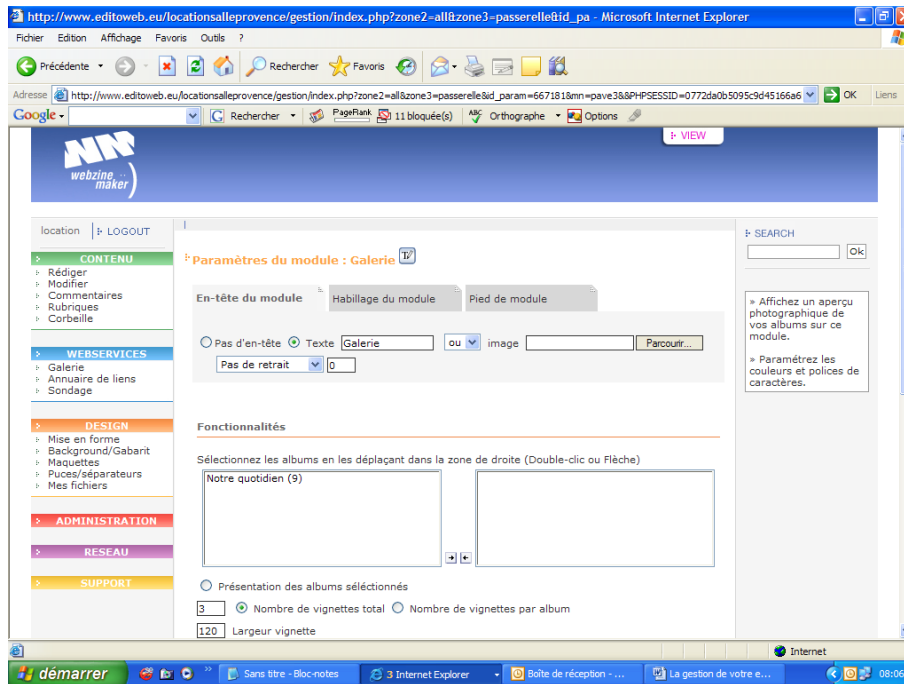 http://www.editoweb.eu/locationsalleprovence/gestion/index.php?zone2=all&zone3=passerelle&id_pa - Microsoft Internet Explorer
Fichier Edition Affichage Favoris Outils ?
Précédente Rechercher Favoris
Adresse http://www.editoweb.eu/locationsalleprovence/gestion/index.php?zone2=all&zone3=passerelle&id_param=667181&mn=pave3&&PHPSESSID=0772da0b5095c9d45166a6 OK Liens
Google Rechercher PageRank 11 bloquée(s) ABC Orthographe Options
VIEW
webzine
maker
location LOGOUT
CONTENU
Rédiger
Modifier
Commentaires
Rubriques
Corbeille
WEBSERVICES
Galerie
Annuaire de liens
Sondage
DESIGN
Mise en forme
Background/Gabarit
Maquettes
Puces/séparateurs
Mes fichiers
ADMINISTRATION
RESEAU
SUPPORT
Paramètres du module : Galerie
En-tête du module Habillage du module Pied de module
Pas d'en-tête Texte Galerie ou image Parcourir...
Pas de retrait 0
Fonctionnalités
Sélectionnez les albums en les déplaçant dans la zone de droite (Double-clic ou Flèche)
Notre quotidien (9)
Présentation des albums séléctionnés
3 Nombre de vignettes total Nombre de vignettes par album
120 Largeur vignette
SEARCH
Ok
» Affichez un aperçu
photographique de
vos albums sur ce
module.
» Paramétrez les
couleurs et polices de
caractères.
Internet
démarrer » Sans titre - Bloc-notes 3 Internet Explorer Boîte de réception - ... La gestion de votre e... 08:06